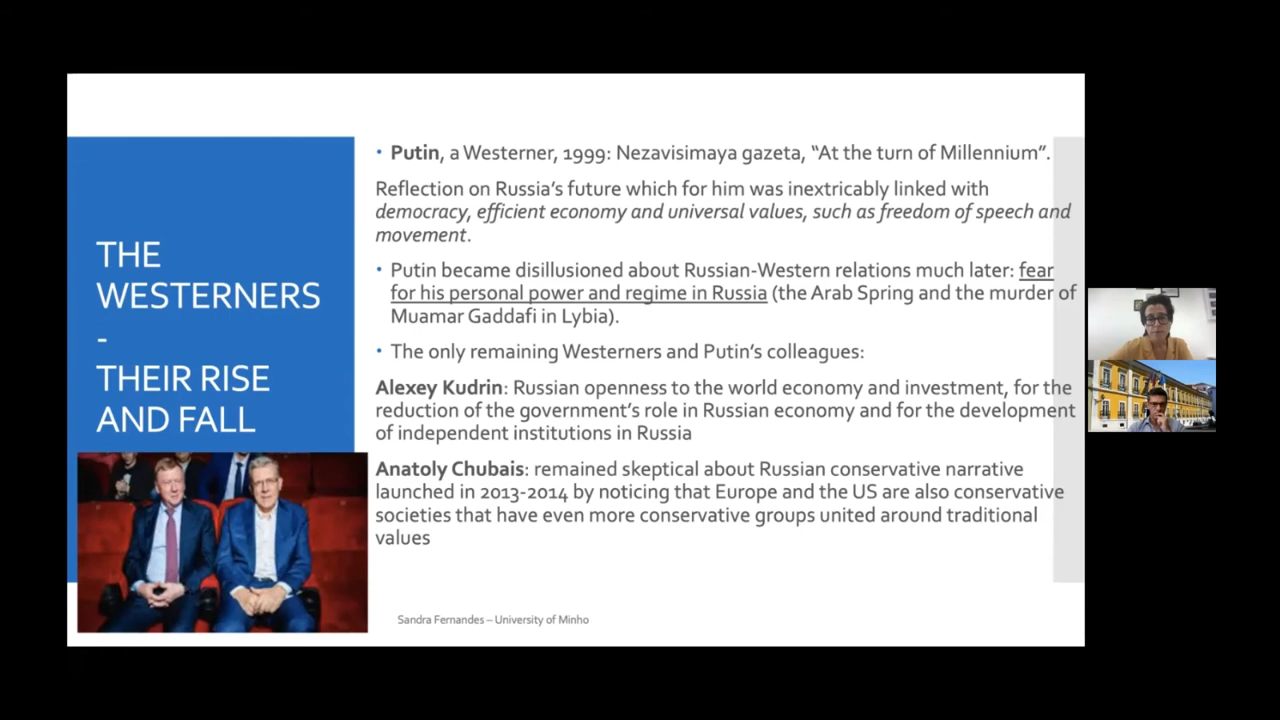 THE
WESTERNERS
-
THEIR RISE
AND FALL
• Putin, a Westerner, 1999: Nezavisimaya gazeta, “At the turn of Millennium”.
Reflection on Russia’s future which for him was inextricably linked with
democracy, efficient economy and universal values, such as freedom of speech and
movement.
• Putin became disillusioned about Russian-Western relations much later: fear
for his personal power and regime in Russia (the Arab Spring and the murder of
Muamar Gaddafi in Lybia).
• The only remaining Westerners and Putin’s colleagues:
Alexey Kudrin: Russian openness to the world economy and investment, for the
reduction of the government’s role in Russian economy and for the development
of independent institutions in Russia
Anatoly Chubais: remained skeptical about Russian conservative narrative
launched in 2013-2014 by noticing that Europe and the US are also conservative
societies that have even more conservative groups united around traditional
values
Sandra Fernandes – University of Minho